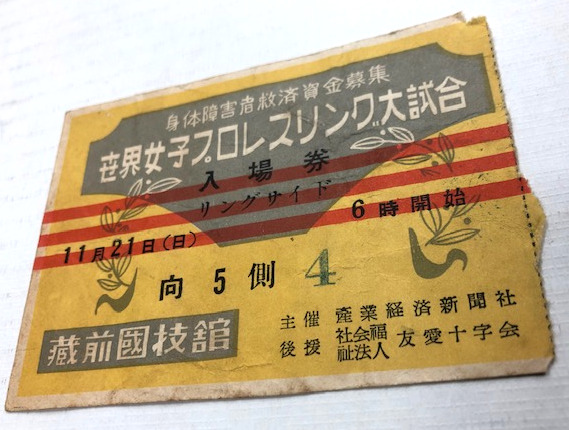 身体障害者救済資金募集
世界女子プロレスリング大試合
入場券
リングサイド
11月21日(日)
6時開始
向5側 4
蔵前國技館
主催 産業経済新聞社
後援 社会福祉法人 友愛十字会